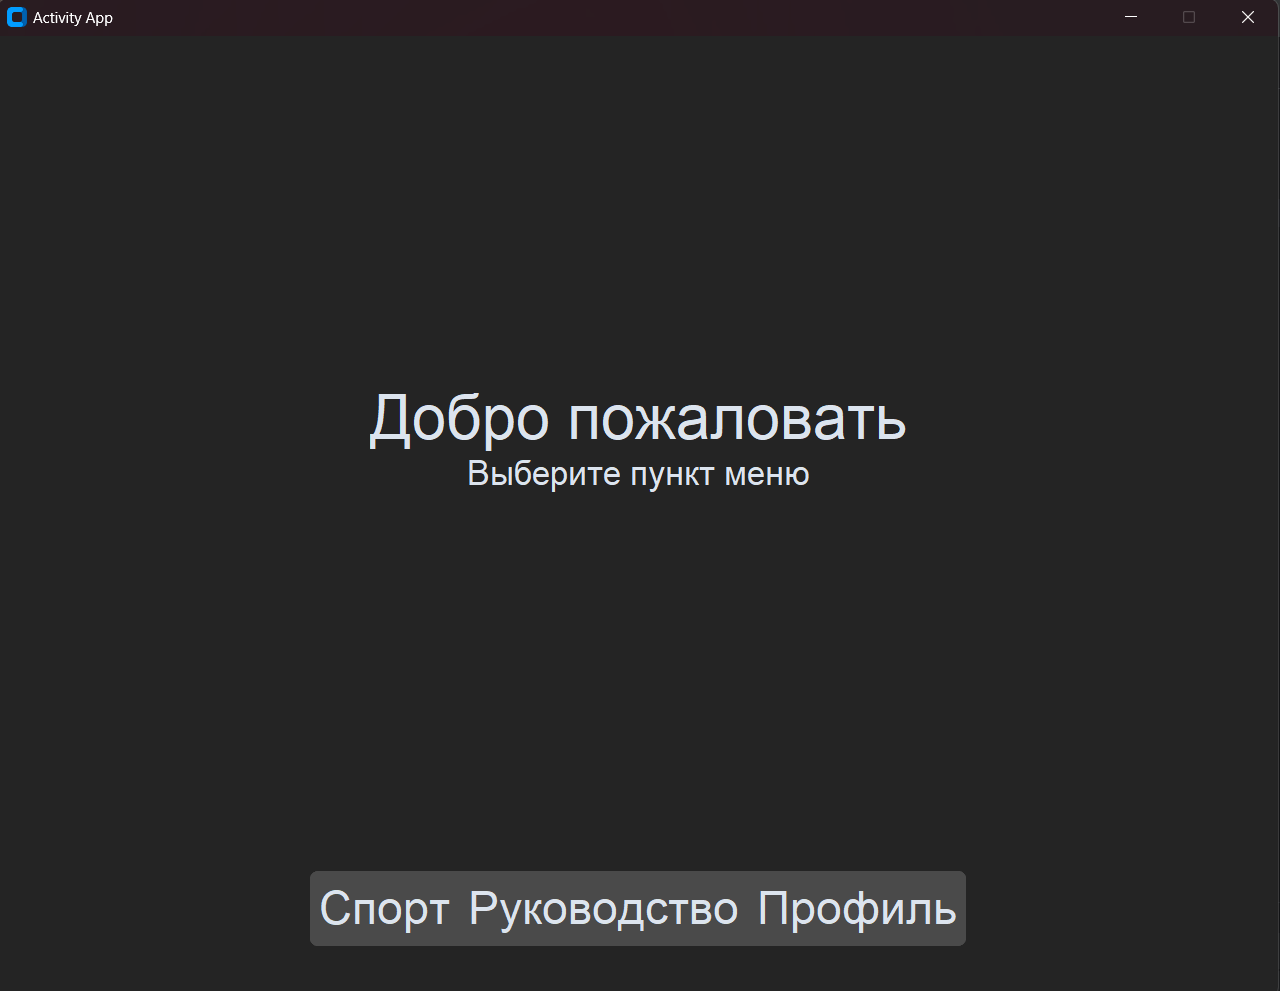 Activity App
Добро пожаловать
Выберите пункт меню
Спорт Руководство Профиль